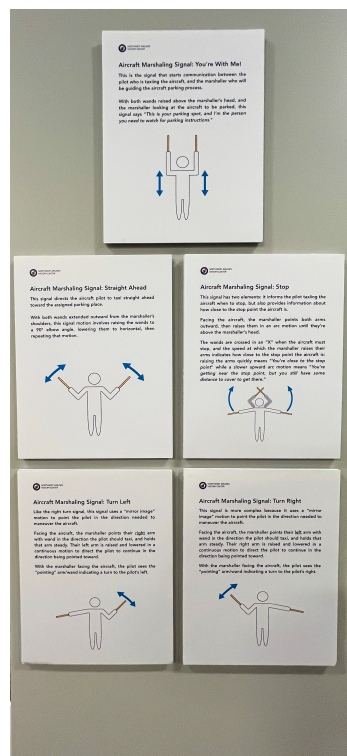 NORTHWEST AIRLINES
HISTORY CENTER
Aircraft Marshaling Signal: You're With Me!
This is the signal that starts communication between the
pilot who is taxiing the aircraft, and the marshaller who will
be guiding the aircraft parking process.
With both wands raised above the marshaller's head, and
the marshaller looking at the aircraft to be parked, this
signal says "This is your parking spot, and I'm the person
you need to watch for parking instructions."
NORTHWEST AIRLINES
HISTORY CENTER
Aircraft Marshaling Signal: Straight Ahead
This signal directs the aircraft pilot to taxi straight ahead
toward the assigned parking place.
With both wands extended outward from the marshaller's
shoulders, this signal motion involves raising the wands to
a 90° elbow angle, lowering them to horizontal, then
repeating that motion.
NORTHWEST AIRLINES
HISTORY CENTER
Aircraft Marshaling Signal: Stop
This signal has two elements: it informs the pilot taxiing the
aircraft when to stop, but also provides information about
how close to the stop point the aircraft is.
Facing the aircraft, the marshaller points both arms
outward, then raises them in an arc motion until they're
above the marshaller's head.
The wands are crossed in an "X" when the aircraft must
stop, and the speed at which the marshaller raises their
arms indicates how close to the stop point the aircraft is:
raising the arms quickly means "You're close to the stop
point" while a slower upward arc motion means "You're
getting near the stop point, but you still have some
distance to cover to get there."
NORTHWEST AIRLINES
HISTORY CENTER
Aircraft Marshaling Signal: Turn Left
Like the right turn signal, this signal uses a "mirror image"
motion to point the pilot in the direction needed to
maneuver the aircraft.
Facing the aircraft, the marshaller points their right arm
with wand in the direction the pilot should taxi, and holds
that arm steady. Their left arm is raised and lowered in a
continuous motion to direct the pilot to continue in the
direction being pointed toward.
With the marshaller facing the aircraft, the pilot sees the
"pointing" arm/wand indicating a turn to the pilot's left.
NORTHWEST AIRLINES
HISTORY CENTER
Aircraft Marshaling Signal: Turn Right
This signal is more complex because it uses a "mirror
image" motion to point the pilot in the direction needed to
maneuver the aircraft.
Facing the aircraft, the marshaller points their left arm with
wand in the direction the pilot should taxi, and holds that
arm steady. Their right arm is raised and lowered in a
continuous motion to direct the pilot to continue in the
direction being pointed toward.
With the marshaller facing the aircraft, the pilot sees the
"pointing" arm/wand indicating a turn to the pilot's right.